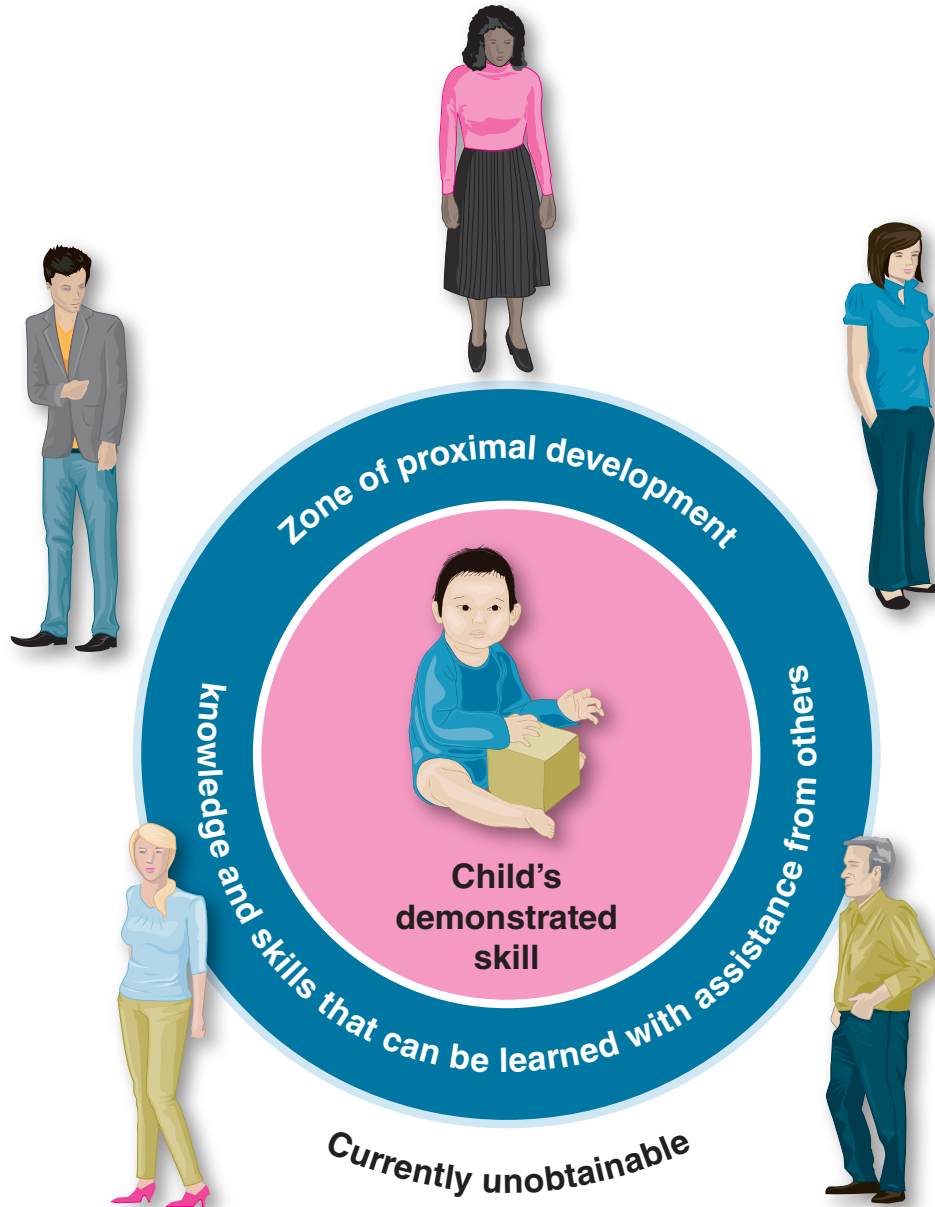 Zone of proximal development
knowledge and skills that can be learned with assistance from others
Child’s
demonstrated
skill
Currently unobtainable